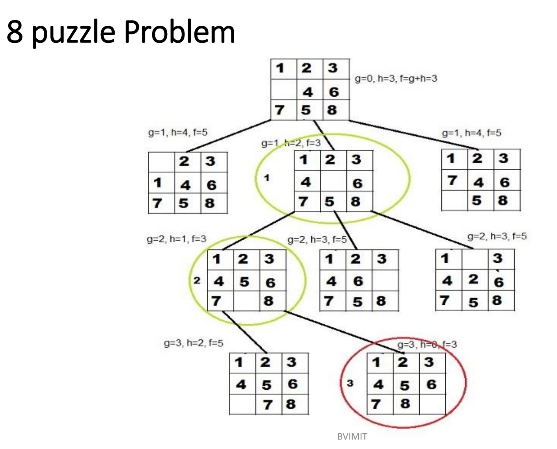 8 puzzle Problem
1 2 3
4 6
7 5 8
g=0, h=3, f=g+h=3
g=1, h=4, f=5
2 3
1 4 6
7 5 8
g=1, h=2, f=3
1
1 2 3
4 6
7 5 8
g=1, h=4, f=5
1 2 3
7 4 6
5 8
g=2, h=1, f=3
2
1 2 3
4 5 6
7 8
g=2, h=3, f=5
1 2 3
4 6
7 5 8
g=2, h=3, f=5
1 3
4 2 6
7 5 8
g=3, h=2, f=5
1 2 3
4 5 6
7 8
g=3, h=0, f=3
3
1 2 3
4 5 6
7 8
BVIMIT